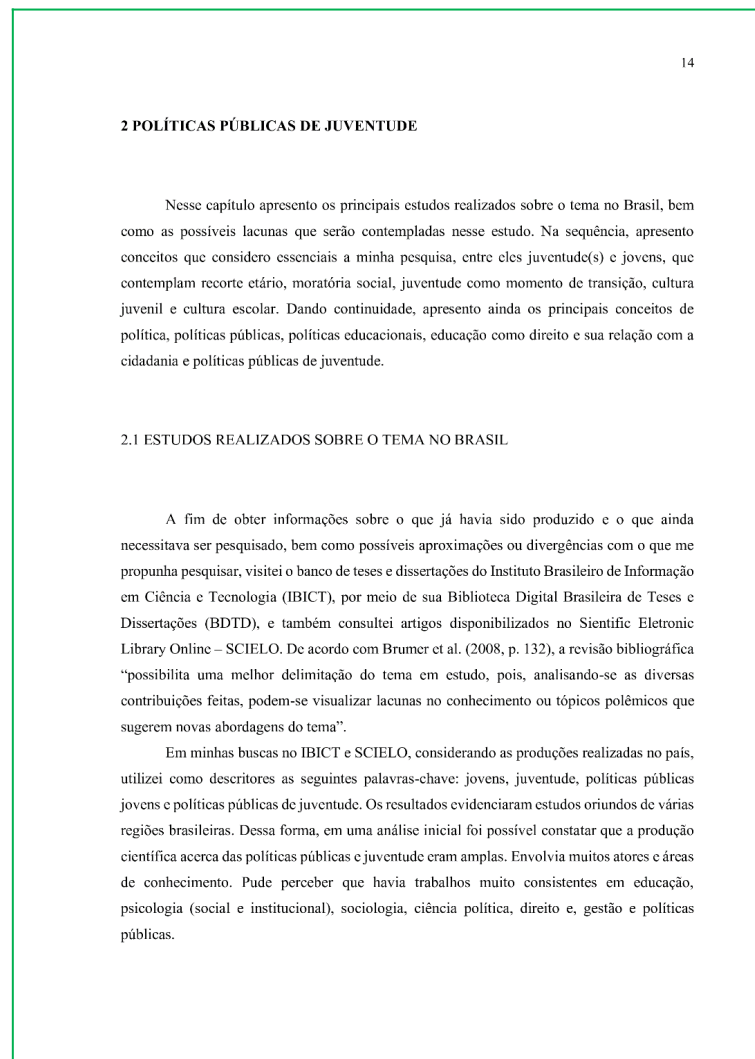 14
2 POLÍTICAS PÚBLICAS DE JUVENTUDE
Nesse capítulo apresento os principais estudos realizados sobre o tema no Brasil, bem
como as possíveis lacunas que serão contempladas nesse estudo. Na sequência, apresento
conceitos que considero essenciais a minha pesquisa, entre eles juventude(s) e jovens, que
contemplam recorte etário, moratória social, juventude como momento de transição, cultura
juvenil e cultura escolar. Dando continuidade, apresento ainda os principais conceitos de
política, políticas públicas, políticas educacionais, educação como direito e sua relação com a
cidadania e políticas públicas de juventude.
2.1 ESTUDOS REALIZADOS SOBRE O TEMA NO BRASIL
A fim de obter informações sobre o que já havia sido produzido e o que ainda
necessitava ser pesquisado, bem como possíveis aproximações ou divergências com o que me
propunha pesquisar, visitei o banco de teses e dissertações do Instituto Brasileiro de Informação
em Ciência e Tecnologia (IBICT), por meio de sua Biblioteca Digital Brasileira de Teses e
Dissertações (BDTD), e também consultei artigos disponibilizados no Sientific Eletronic
Library Online – SCIELO. De acordo com Brumer et al. (2008, p. 132), a revisão bibliográfica
“possibilita uma melhor delimitação do tema em estudo, pois, analisando-se as diversas
contribuições feitas, podem-se visualizar lacunas no conhecimento ou tópicos polêmicos que
sugerem novas abordagens do tema”.
Em minhas buscas no IBICT e SCIELO, considerando as produções realizadas no país,
utilizei como descritores as seguintes palavras-chave: jovens, juventude, políticas públicas
jovens e políticas públicas de juventude. Os resultados evidenciaram estudos oriundos de várias
regiões brasileiras. Dessa forma, em uma análise inicial foi possível constatar que a produção
científica acerca das políticas públicas e juventude eram amplas. Envolvia muitos atores e áreas
de conhecimento. Pude perceber que havia trabalhos muito consistentes em educação,
psicologia (social e institucional), sociologia, ciência política, direito e, gestão e políticas
públicas.